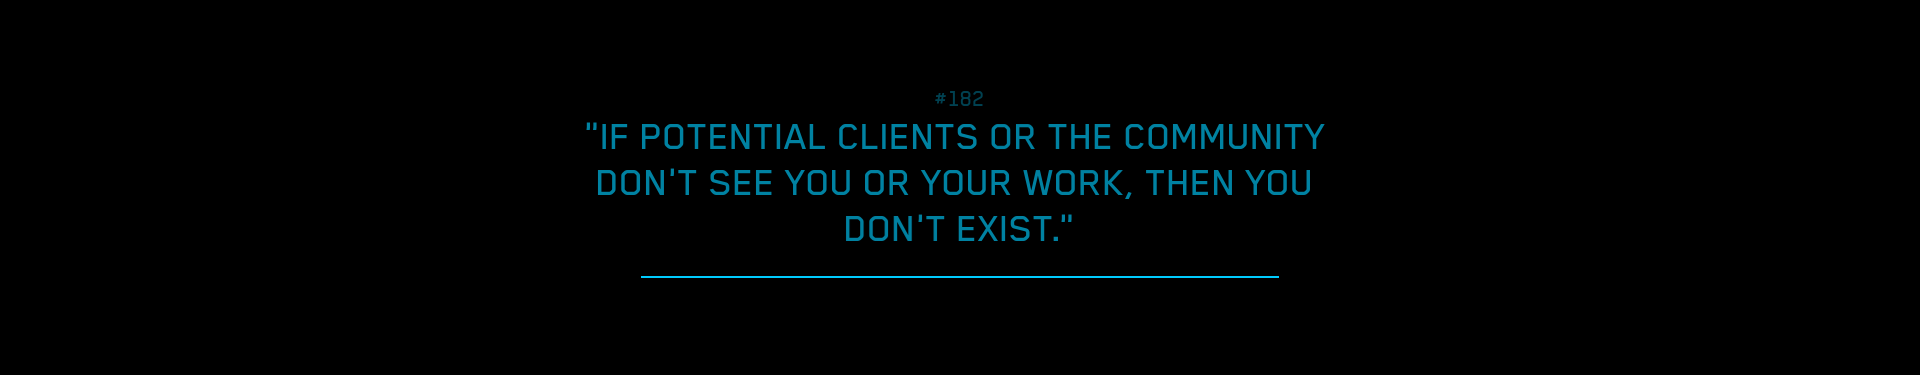 #182
"IF POTENTIAL CLIENTS OR THE COMMUNITY
DON'T SEE YOU OR YOUR WORK, THEN YOU
DON'T EXIST."